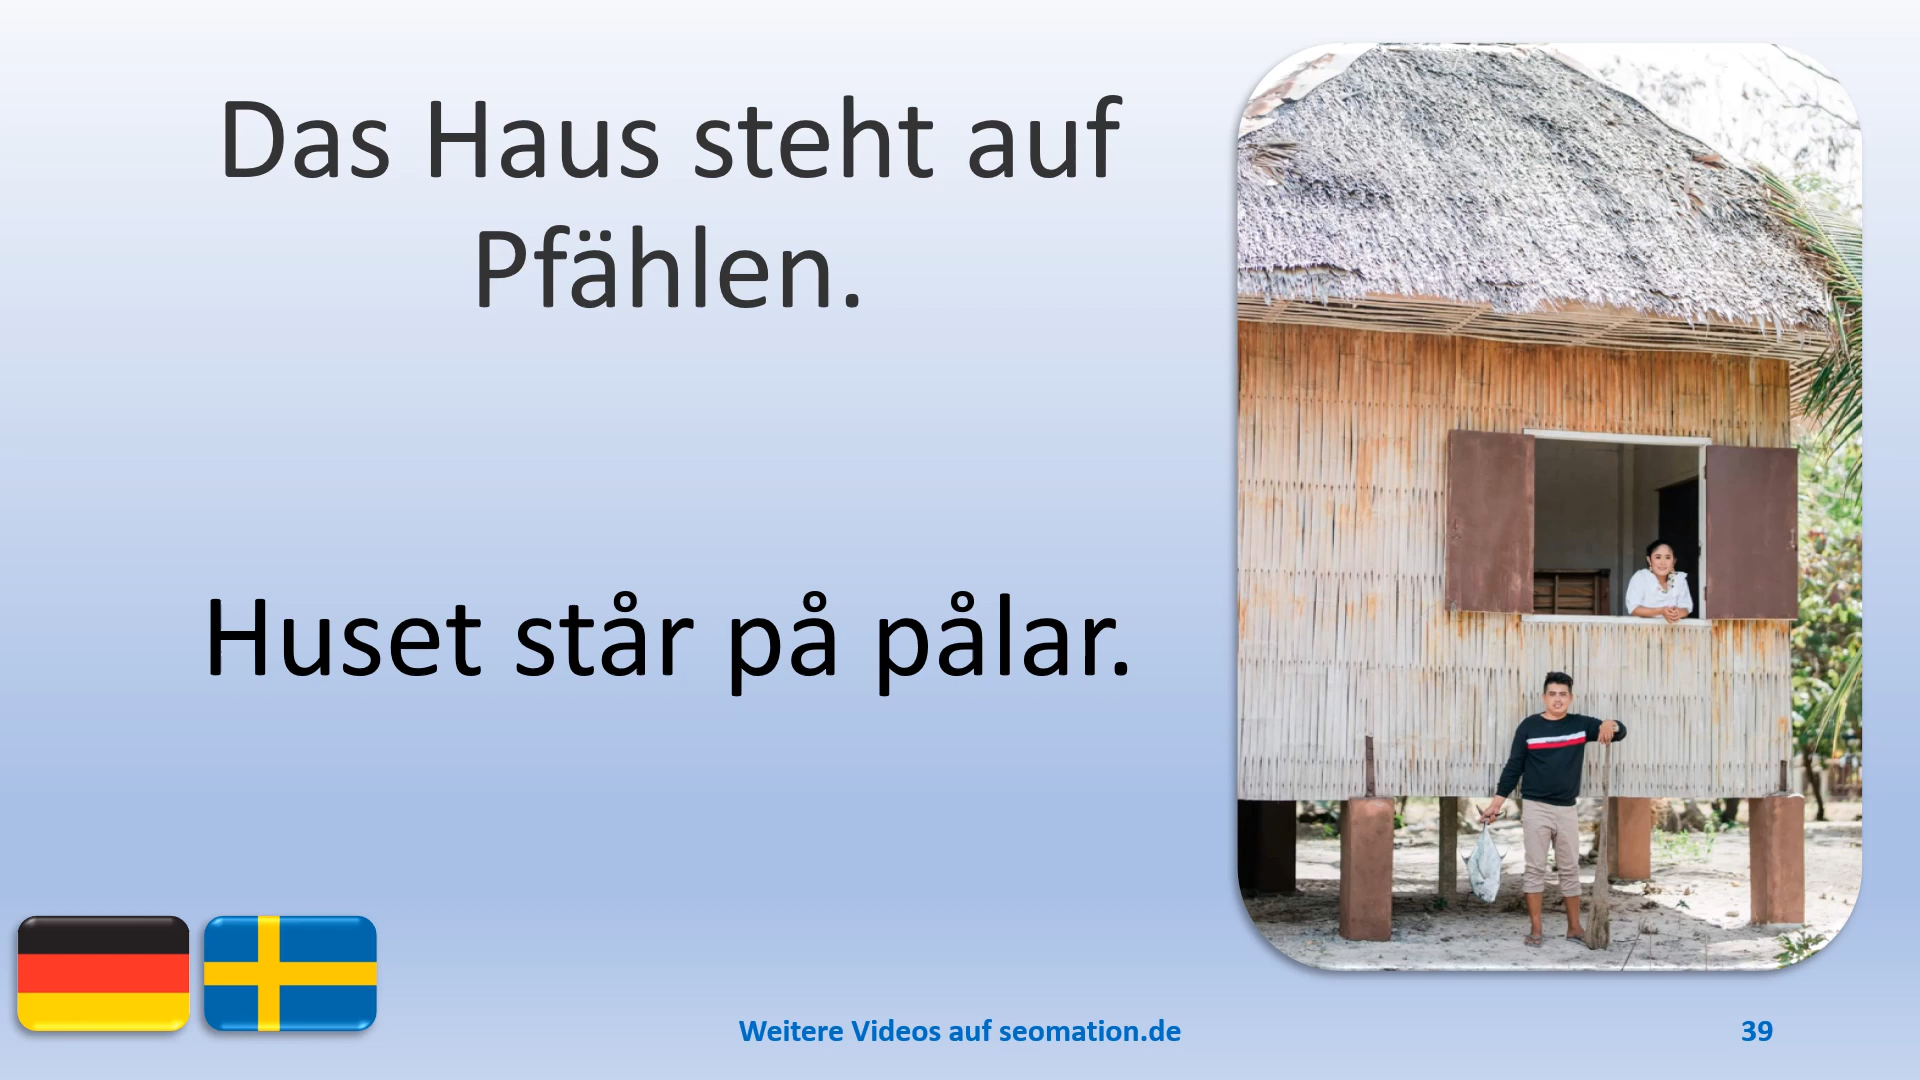 Das Haus steht auf
Pfählen.
Huset står på pålar.
Weitere Videos auf seomation.de
39